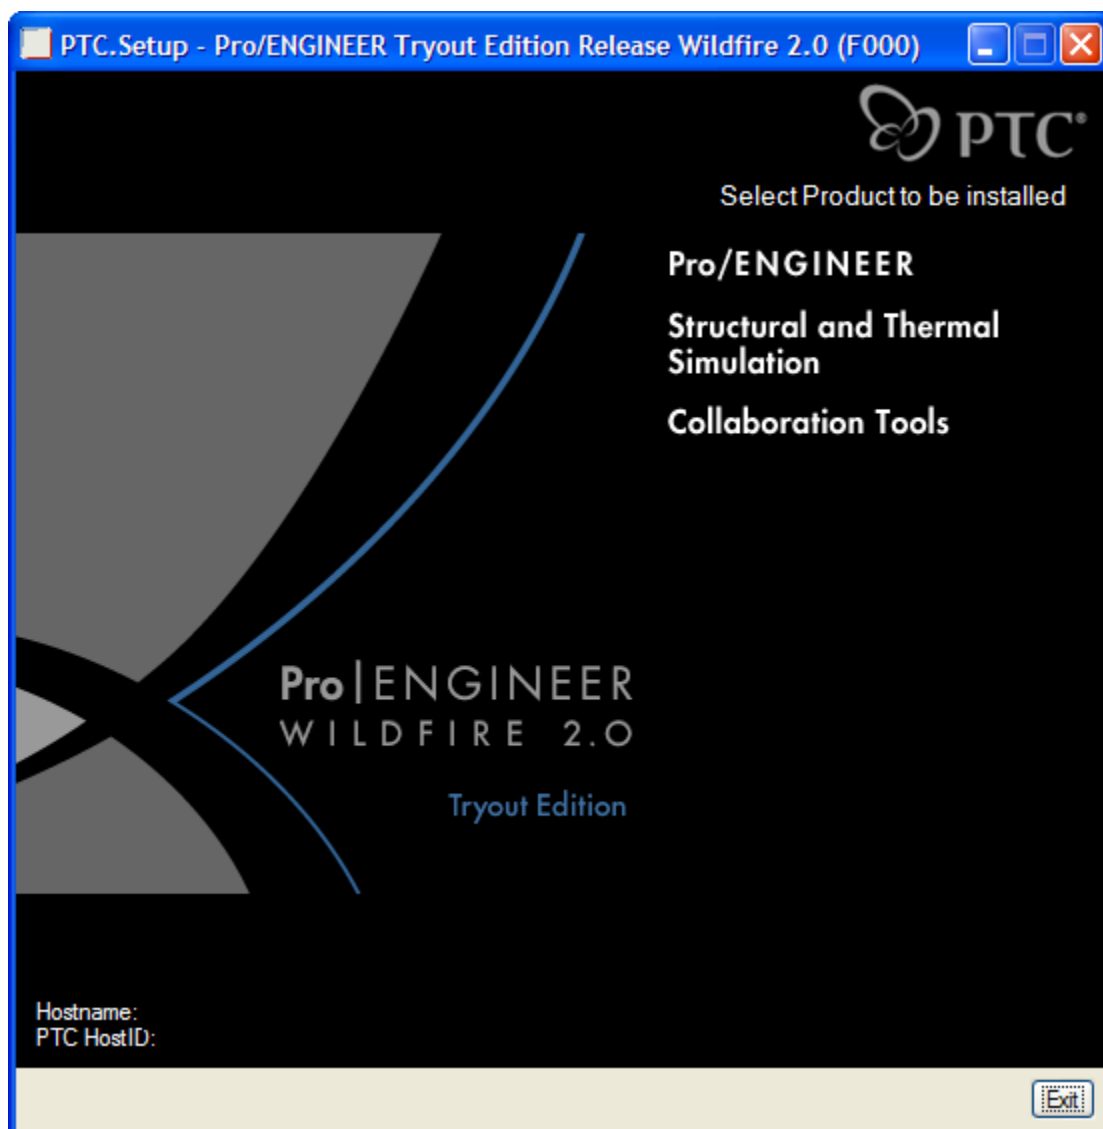 PTC.Setup - Pro/ENGINEER Tryout Edition Release Wildfire 2.0 (F000)
PTC®
Select Product to be installed
Pro/ENGINEER
Structural and Thermal
Simulation
Collaboration Tools
Pro|ENGINEER
WILDFIRE 2.0
Tryout Edition
Hostname:
PTC HostID:
Exit